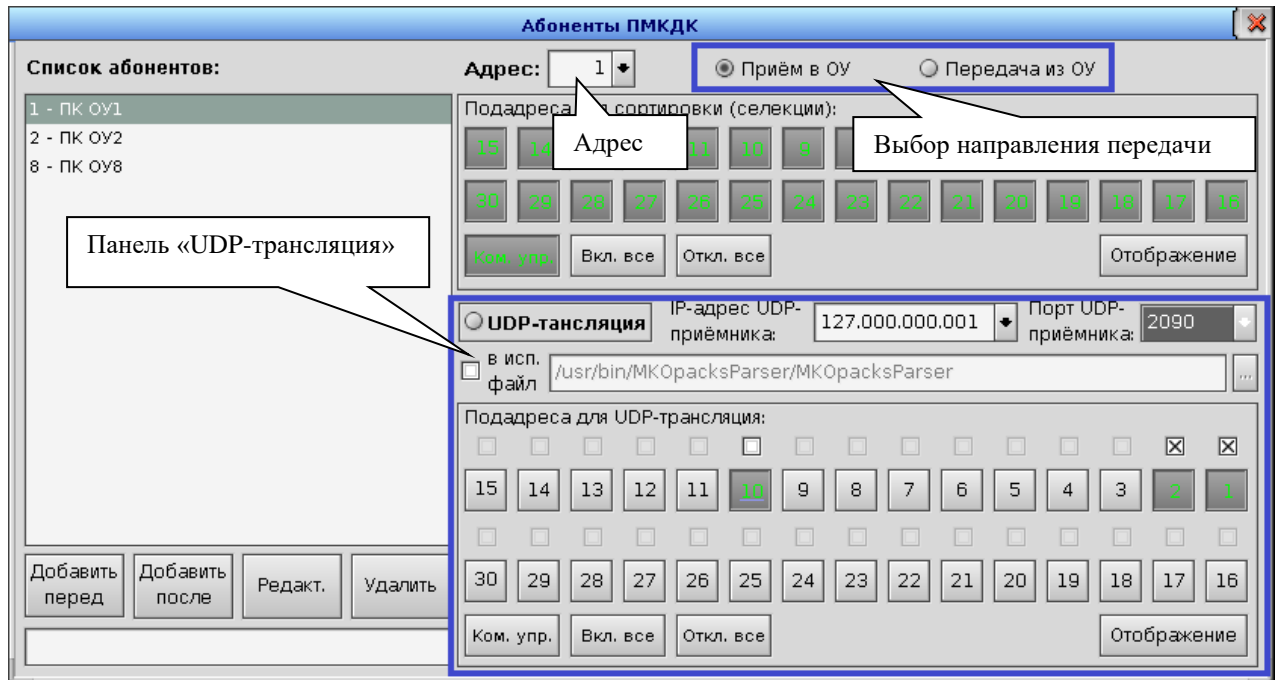 Абоненты ПМКДК
Список абонентов:
Адрес: 1
Приём в ОУ
Передача из ОУ
1 - ПК ОУ1
2 - ПК ОУ2
8 - ПК ОУ8
Подадреса сортировки (селекции):
Адрес
Выбор направления передачи
15 14 11 10 9
30 29 28 27 26 25 24 23 22 21 20 19 18 17 16
Панель «UDP-трансляция»
Ком. упр. Вкл. все Откл. все Отображение
UDP-тансляция
IP-адрес UDP-
приёмника:
127.000.000.001
Порт UDP-
приёмника:
2090
в исп.
файл
/usr/bin/MKOpacksParser/MKOpacksParser
...
Подадреса для UDP-трансляция:
15 14 13 12 11 10 9 8 7 6 5 4 3 2 1
30 29 28 27 26 25 24 23 22 21 20 19 18 17 16
Ком. упр. Вкл. все Откл. все Отображение
Добавить
перед
Добавить
после
Редакт.
Удалить